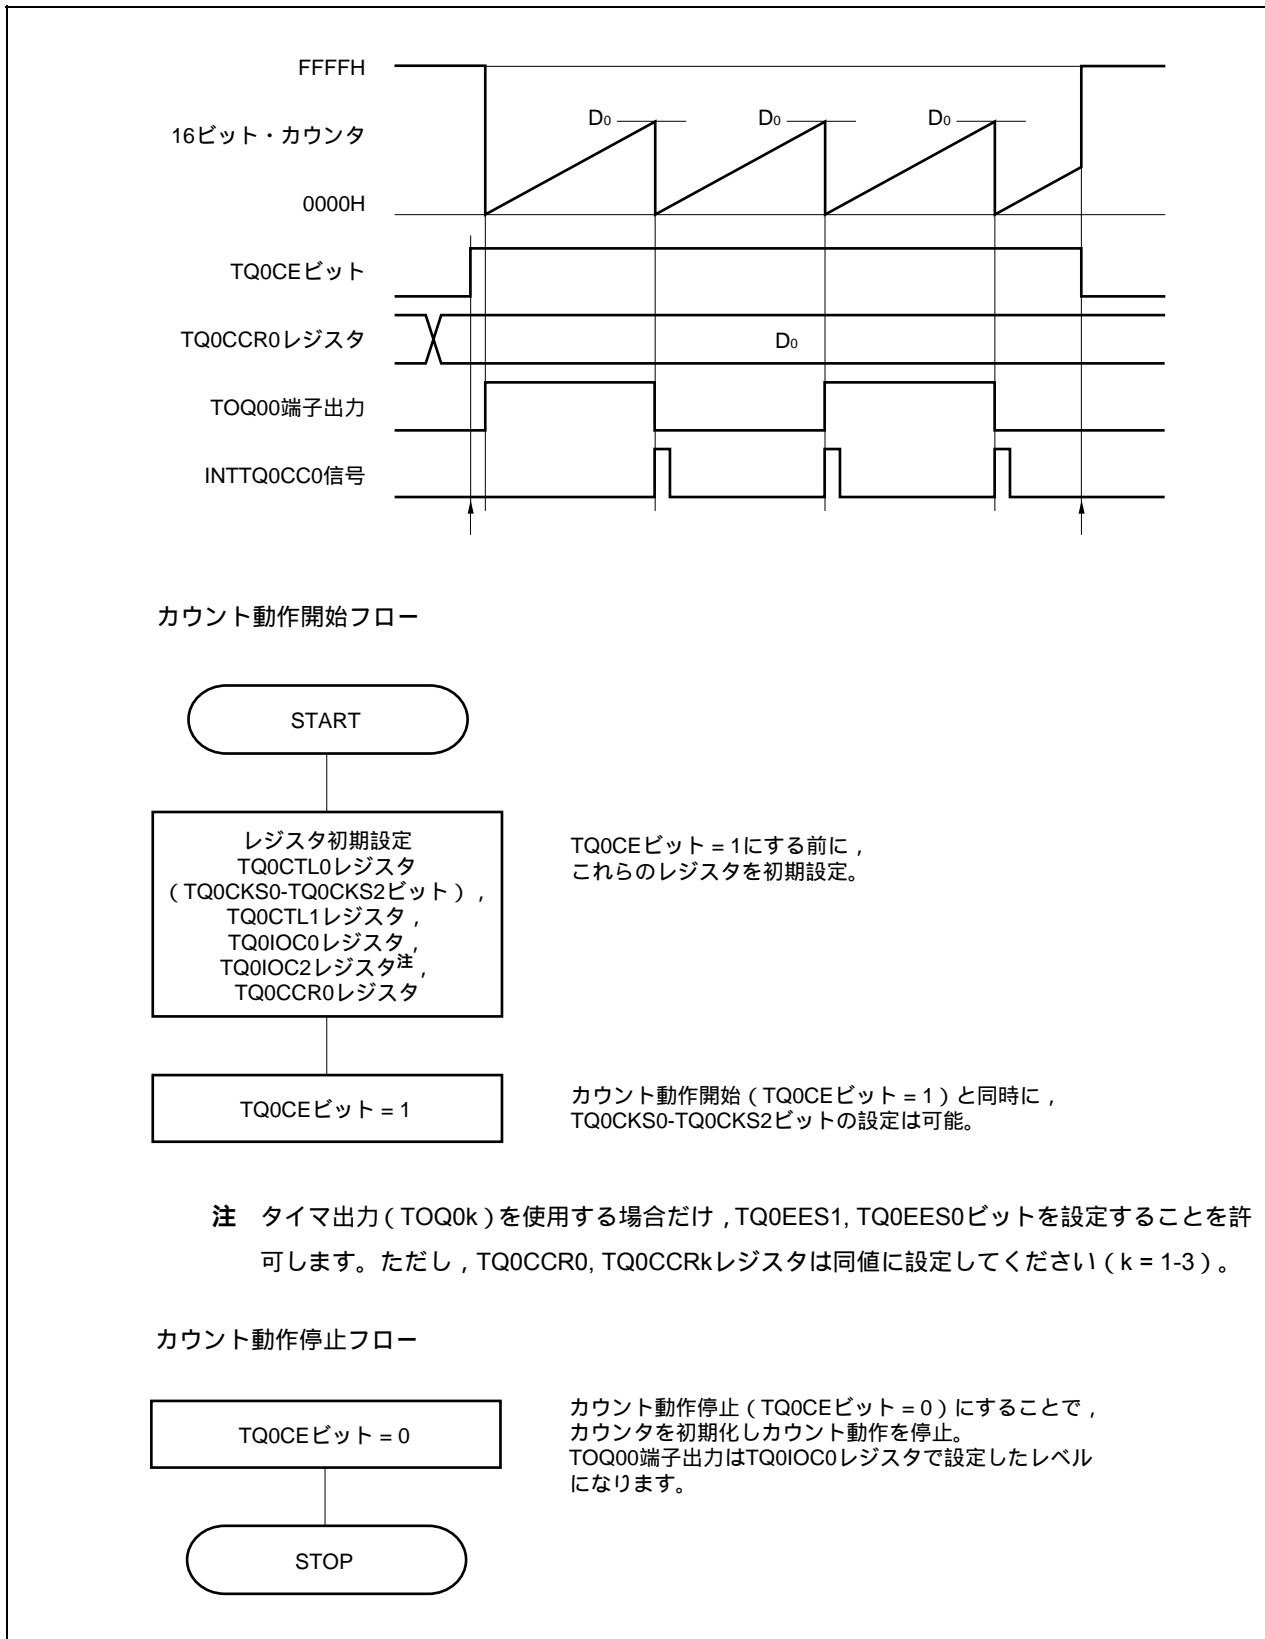 FFFFH
D0 D0 D0
16ビット・カウンタ
0000H
TQ0CEビット
TQ0CCR0レジスタ D0
TOQ00端子出力
INTTQ0CC0信号
カウント動作開始フロー
START
レジスタ初期設定
TQ0CTL0レジスタ
（TQ0CKS0-TQ0CKS2ビット），
TQ0CTL1レジスタ，
TQ0IOC0レジスタ，
TQ0IOC2レジスタ注，
TQ0CCR0レジスタ
TQ0CEビット = 1にする前に，
これらのレジスタを初期設定。
TQ0CEビット = 1
カウント動作開始（TQ0CEビット = 1）と同時に，
TQ0CKS0-TQ0CKS2ビットの設定は可能。
注 タイマ出力（TOQ0k）を使用する場合だけ，TQ0EES1, TQ0EES0ビットを設定することを許
可します。ただし，TQ0CCR0, TQ0CCRkレジスタは同値に設定してください（k = 1-3）。
カウント動作停止フロー
TQ0CEビット = 0
カウント動作停止（TQ0CEビット = 0）にすることで，
カウンタを初期化しカウント動作を停止。
TOQ00端子出力はTQ0IOC0レジスタで設定したレベル
になります。
STOP